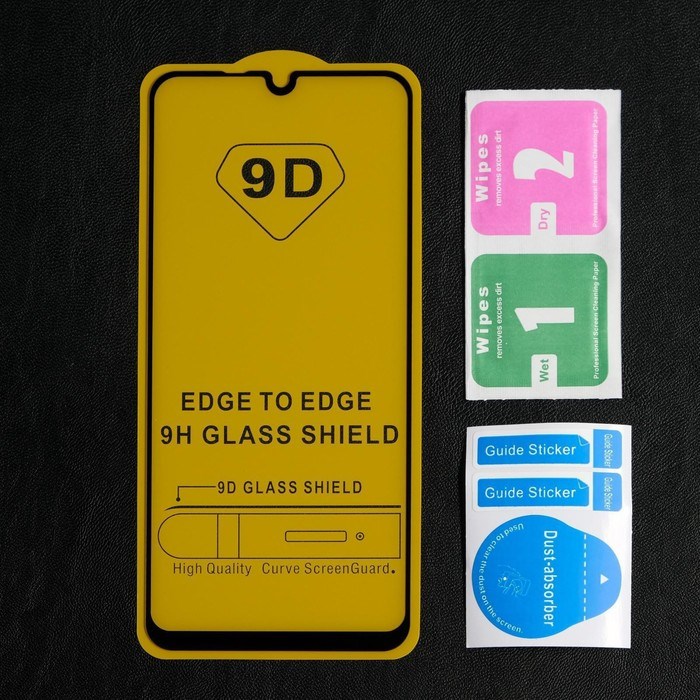 9D
EDGE TO EDGE
9H GLASS SHIELD
9D GLASS SHIELD
High Quality Curve ScreenGuard.
Wipes
removes excess dirt
2
Dry
Professional Screen Cleaning Paper
Wipes
removes excess dirt
1
Wet
Professional Screen Cleaning Paper
Guide Sticker
Guide Sticker
Guide Sticker
Guide Sticker
Dust-absorber
Used to clear the dust on the screen